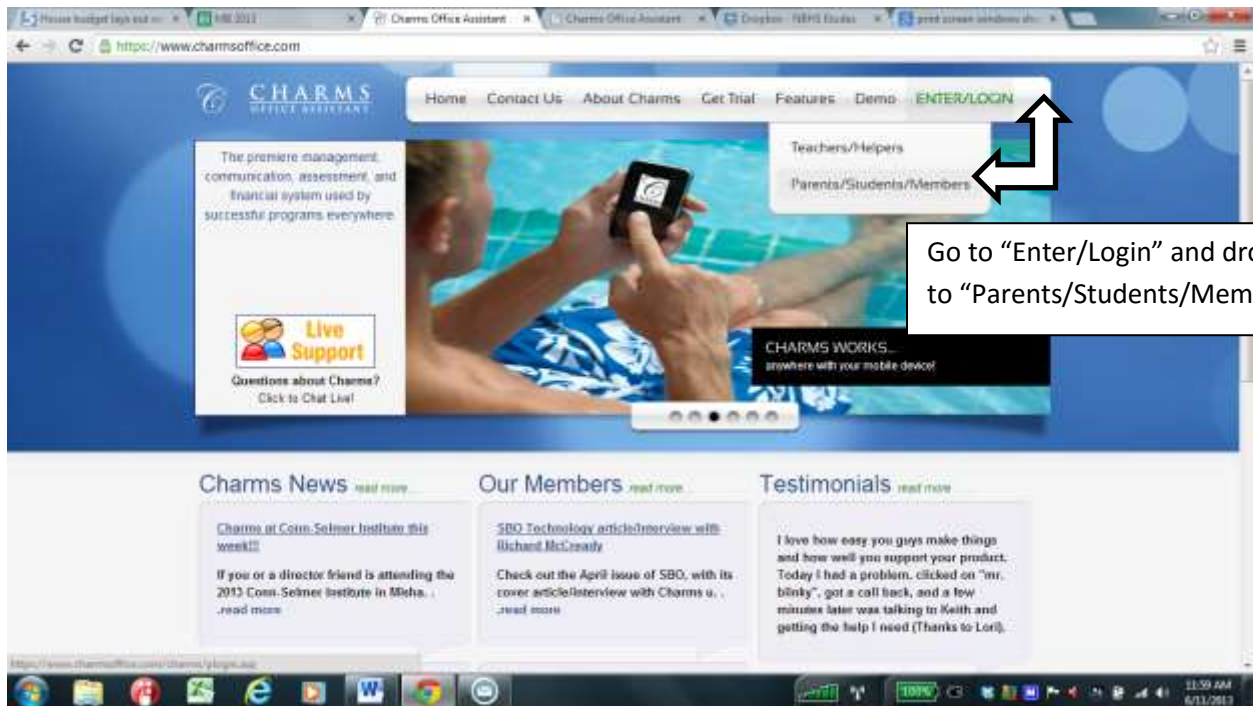 MB 2013
Charms Office Assistant
Charms Office Assistant
https://www.charmsoffice.com
CHARMS
OFFICE ASSISTANT
Home Contact Us About Charms Get Trial Features Demo ENTER/LOGIN
Teachers/Helpers
Parents/Students/Members
The premiere management,
communication, assessment, and
financial system used by
successful programs everywhere
Live
Support
Questions about Charms?
Click to Chat Live!
Go to “Enter/Login” and
to
CHARMS WORKS...
anywhere with your mobile device!
Charms News read more...
Charms at Conn-Selmer Institute this
week!!!
If you or a director friend is attending the
2013 Conn-Selmer Institute in Misha. .
.read more
Our Members read more...
SBO Technology article/interview with
Richard McCready
Check out the April issue of SBO, with its
cover article/interview with Charms u. .
.read more
Testimonials read more
I love how easy you guys make things
and how well you support your product.
Today I had a problem, clicked on "mr.
blinky", got a call back, and a few
minutes later was talking to Keith and
getting the help I need (Thanks to Lori).
100%
11:59 AM
6/11/2013